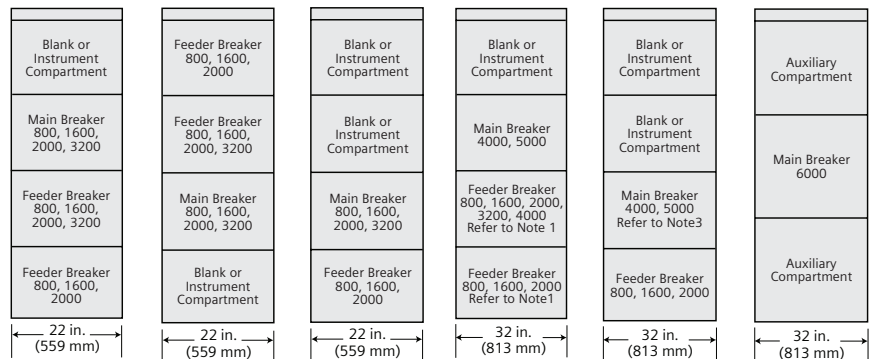 Blank or
Instrument
Compartment
Main Breaker
800, 1600,
2000, 3200
Feeder Breaker
800, 1600,
2000, 3200
Feeder Breaker
800, 1600,
2000
22 in.
(559 mm)
Feeder Breaker
800, 1600,
2000
Feeder Breaker
800, 1600,
2000, 3200
Main Breaker
800, 1600,
2000, 3200
Blank or
Instrument
Compartment
22 in.
(559 mm)
Blank or
Instrument
Compartment
Blank or
Instrument
Compartment
Main Breaker
800, 1600,
2000, 3200
Feeder Breaker
800, 1600,
2000
22 in.
(559 mm)
Blank or
Instrument
Compartment
Main Breaker
4000, 5000
Feeder Breaker
800, 1600, 2000,
3200, 4000
Refer to Note 1
Feeder Breaker
800, 1600, 2000
Refer to Note1
32 in.
(813 mm)
Blank or
Instrument
Compartment
Blank or
Instrument
Compartment
Main Breaker
4000, 5000
Refer to Note3
Feeder Breaker
800, 1600, 2000
32 in.
(813 mm)
Auxiliary
Compartment
Main Breaker
6000
Auxiliary
Compartment
32 in.
(813 mm)